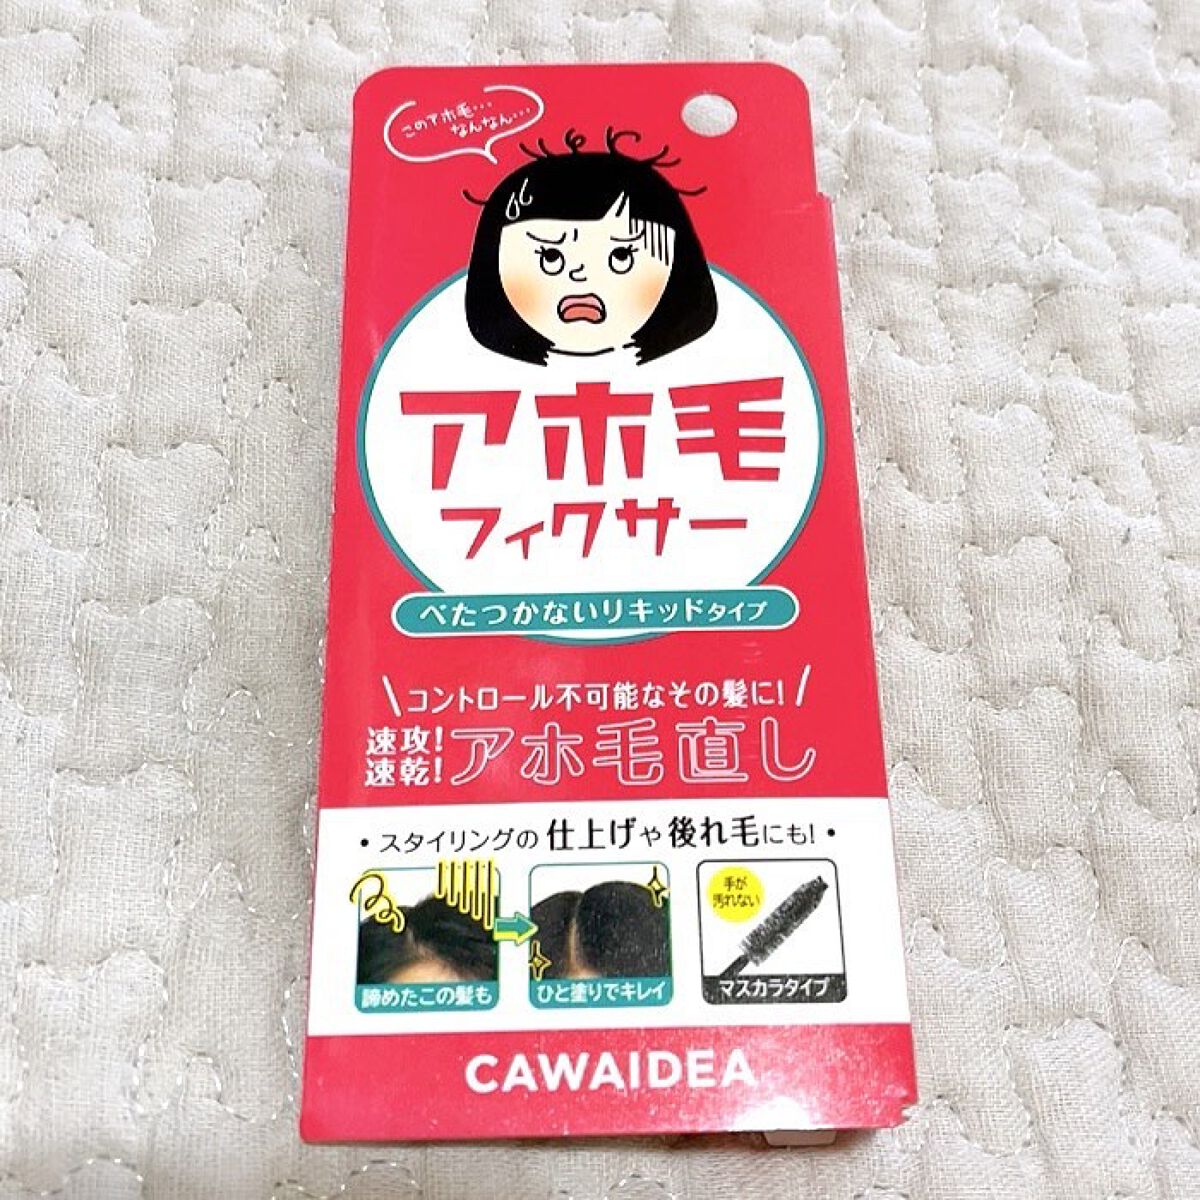 このアホ毛…
なんなん…
アホ毛
フィクサー
べたつかないリキッドタイプ
コントロール不可能なその髪に!
速攻!
速乾!
アホ毛直し
・スタイリングの仕上げや後れ毛にも!・
手が
汚れない
諦めたこの髪も
ひと塗りでキレイ
マスカラタイプ
CAWAIDEA